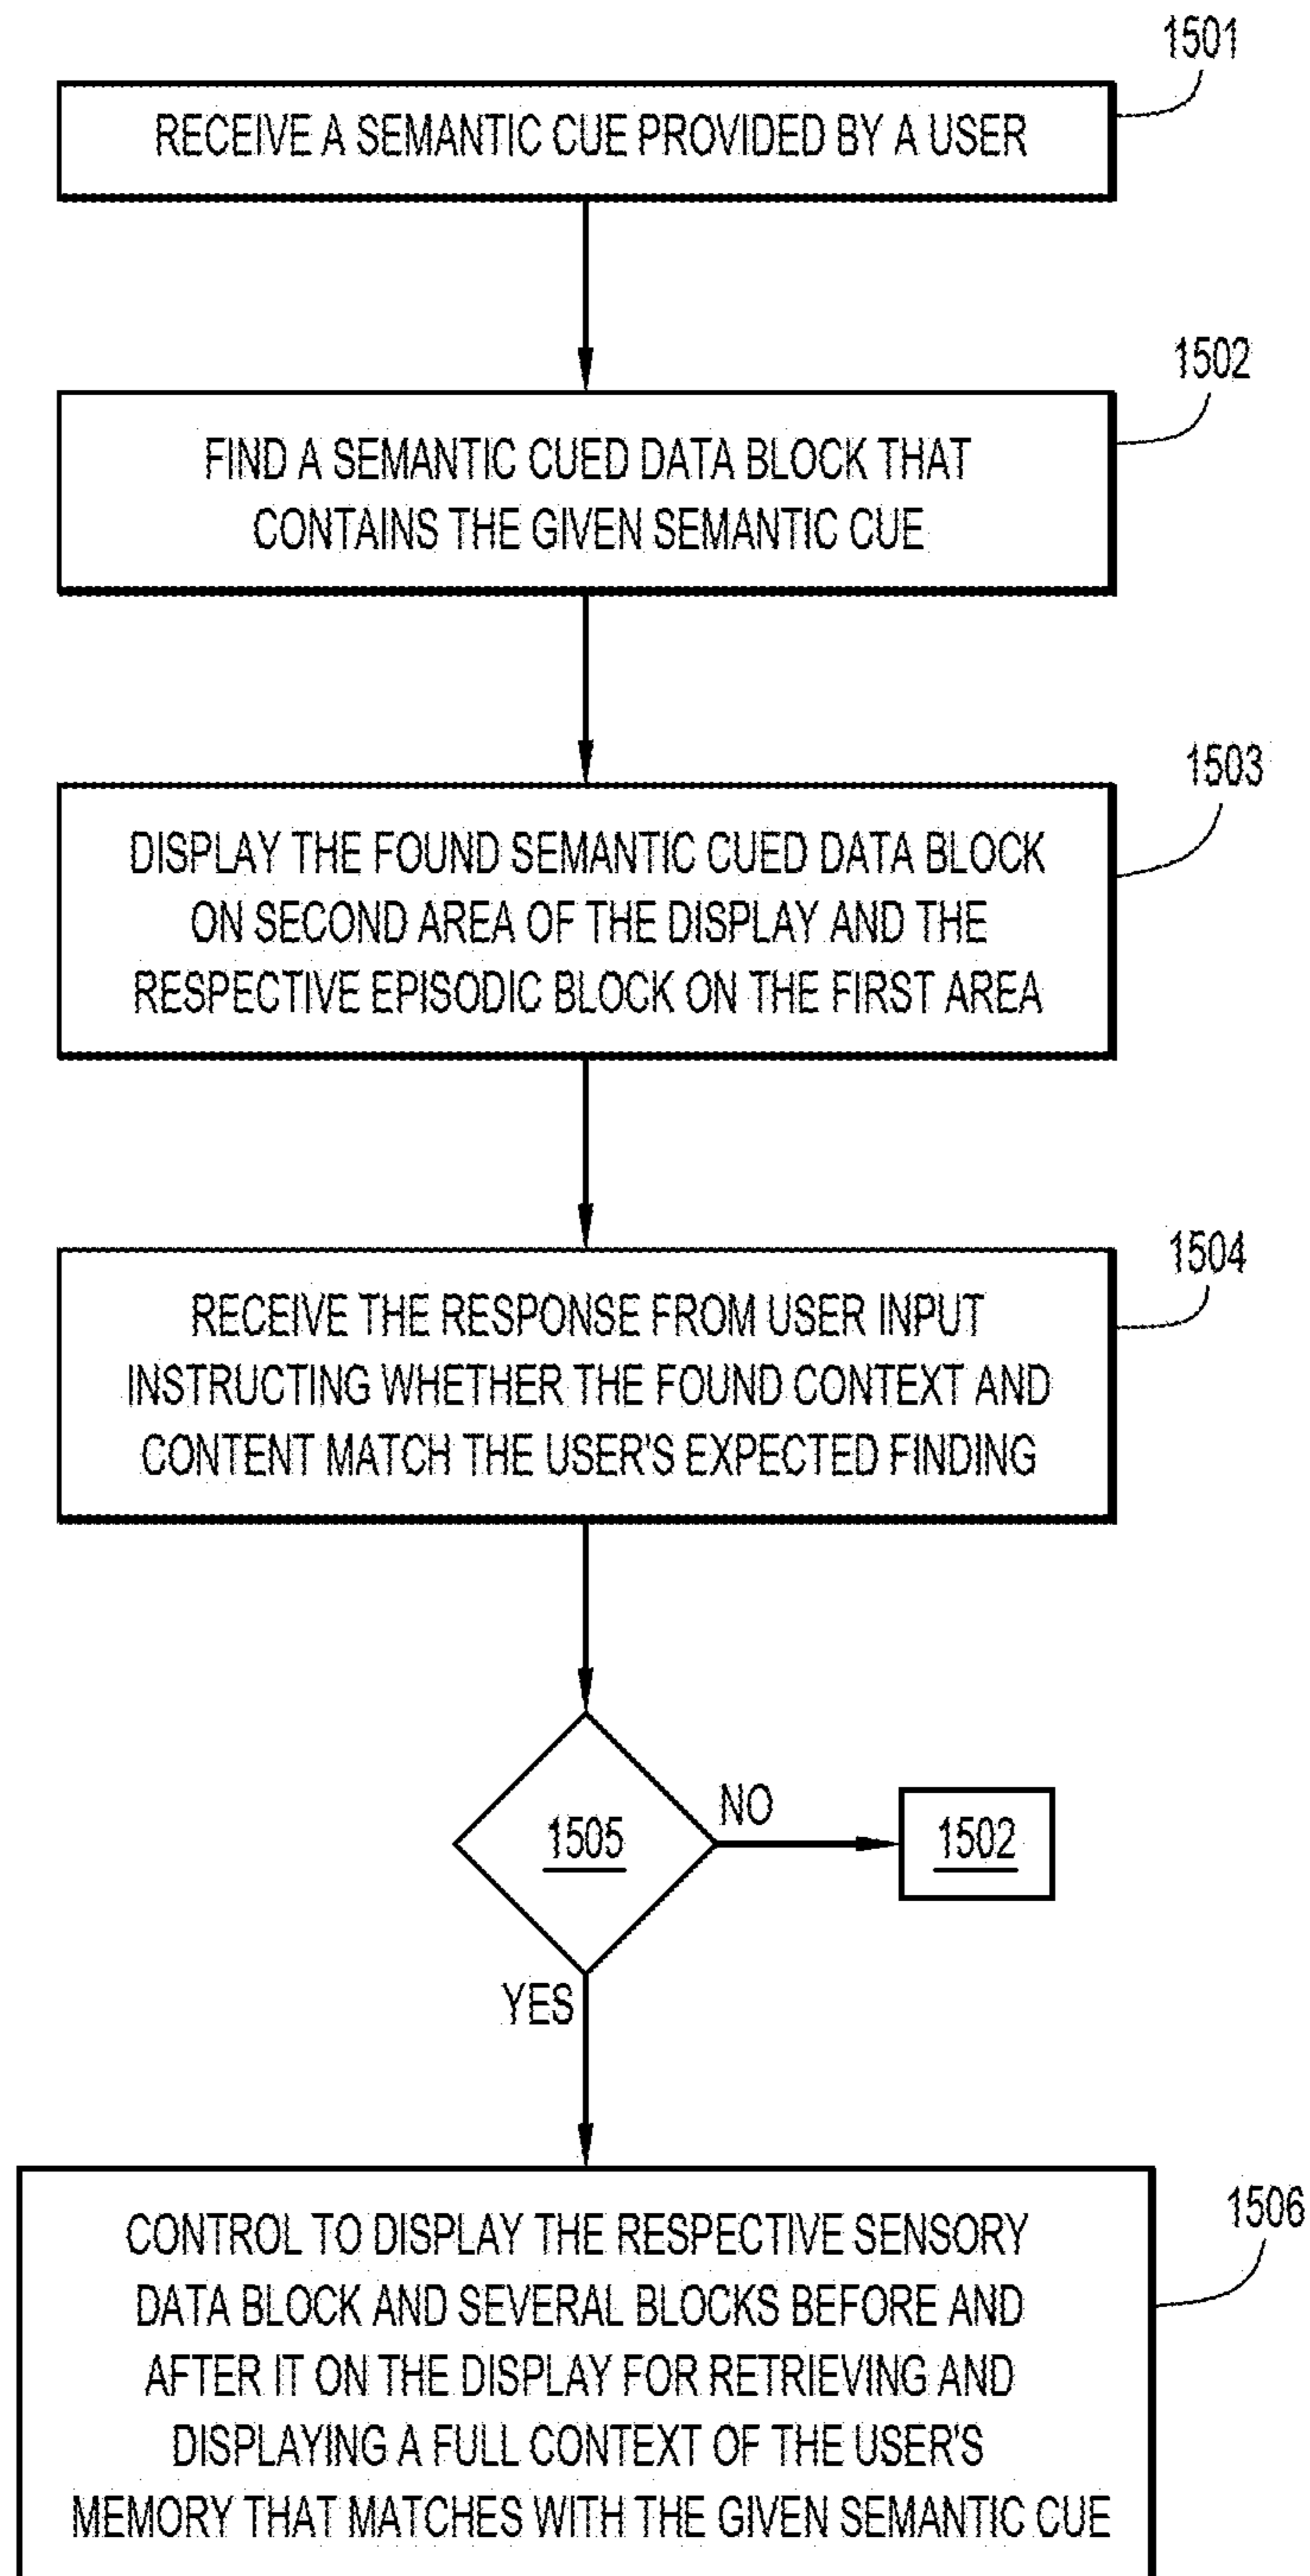 1501
RECEIVE A SEMANTIC CUE PROVIDED BY A USER
1502
FIND A SEMANTIC CUED DATA BLOCK THAT
CONTAINS THE GIVEN SEMANTIC CUE
1503
DISPLAY THE FOUND SEMANTIC CUED DATA BLOCK
ON SECOND AREA OF THE DISPLAY AND THE
RESPECTIVE EPISODIC BLOCK ON THE FIRST AREA
1504
RECEIVE THE RESPONSE FROM USER INPUT
INSTRUCTING WHETHER THE FOUND CONTEXT AND
CONTENT MATCH THE USER'S EXPECTED FINDING
1505
NO
1502
YES
1506
CONTROL TO DISPLAY THE RESPECTIVE SENSORY
DATA BLOCK AND SEVERAL BLOCKS BEFORE AND
AFTER IT ON THE DISPLAY FOR RETRIEVING AND
DISPLAYING A FULL CONTEXT OF THE USER'S
MEMORY THAT MATCHES WITH THE GIVEN SEMANTIC CUE